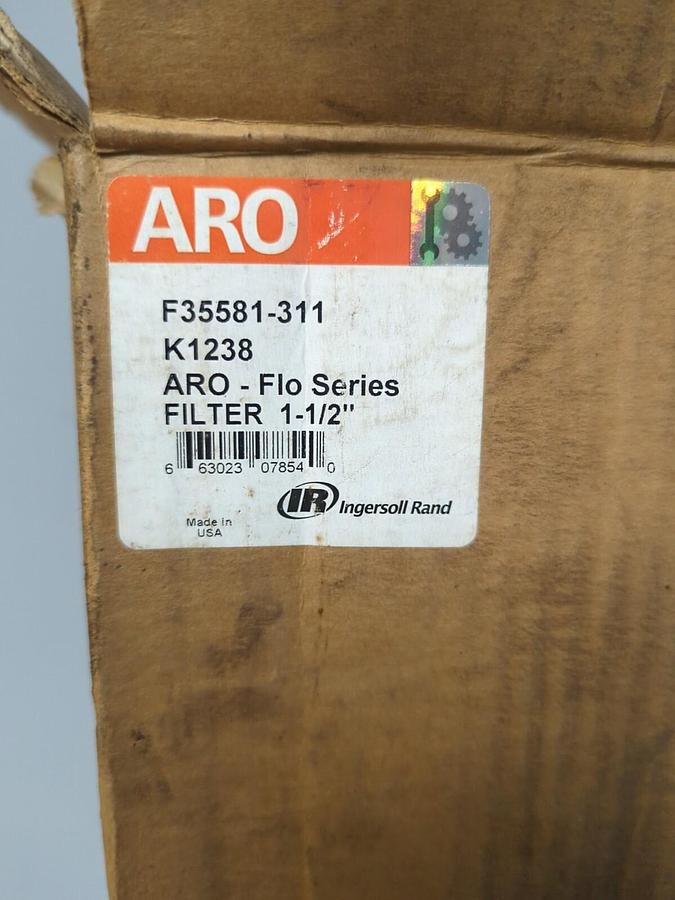 ARO
F35581-311
K1238
ARO - Flo Series
FILTER 1-1/2"
6 63023 07854 0
IR Ingersoll Rand
Made in
USA